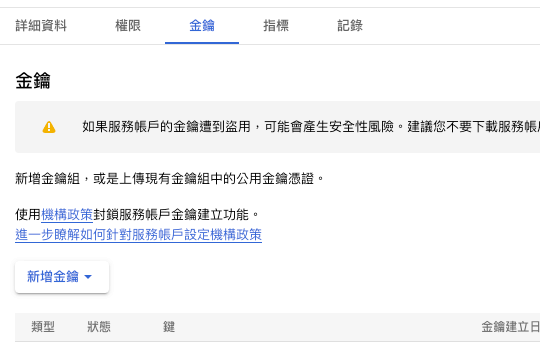 詳細資料 權限 金鑰 指標 記錄
金鑰
如果服務帳戶的金鑰遭到盜用，可能會產生安全性風險。建議您不要下載服務帳
新增金鑰組，或是上傳現有金鑰組中的公用金鑰憑證。
使用機構政策封鎖服務帳戶金鑰建立功能。
進一步瞭解如何針對服務帳戶設定機構政策
新增金鑰
類型 狀態 鍵 金鑰建立日